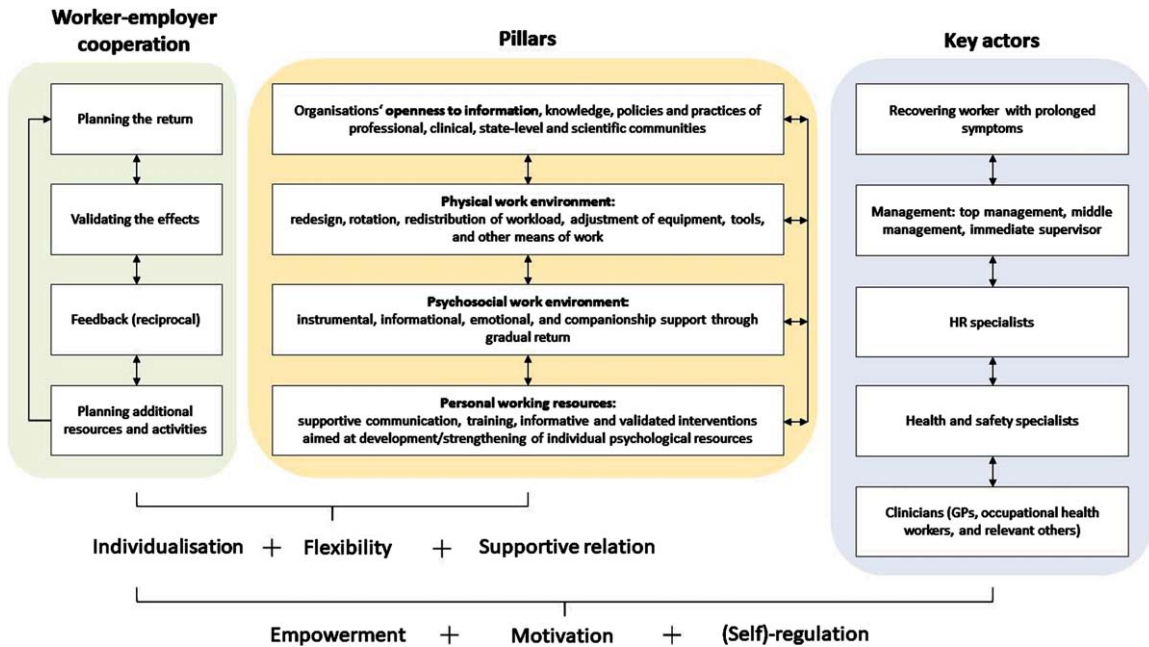 Worker-employer
cooperation
Planning the return
Validating the effects
Feedback (reciprocal)
Planning additional
resources and activities
Pillars
Organisations‘ openness to information, knowledge, policies and practices of
professional, clinical, state-level and scientific communities
Physical work environment:
redesign, rotation, redistribution of workload, adjustment of equipment, tools,
and other means of work
Psychosocial work environment:
instrumental, informational, emotional, and companionship support through
gradual return
Personal working resources:
supportive communication, training, informative and validated interventions
aimed at development/strengthening of individual psychological resources
Key actors
Recovering worker with prolonged
symptoms
Management: top management, middle
management, immediate supervisor
HR specialists
Health and safety specialists
Clinicians (GPs, occupational health
workers, and relevant others)
Individualisation + Flexibility + Supportive relation
Empowerment + Motivation + (Self)-regulation